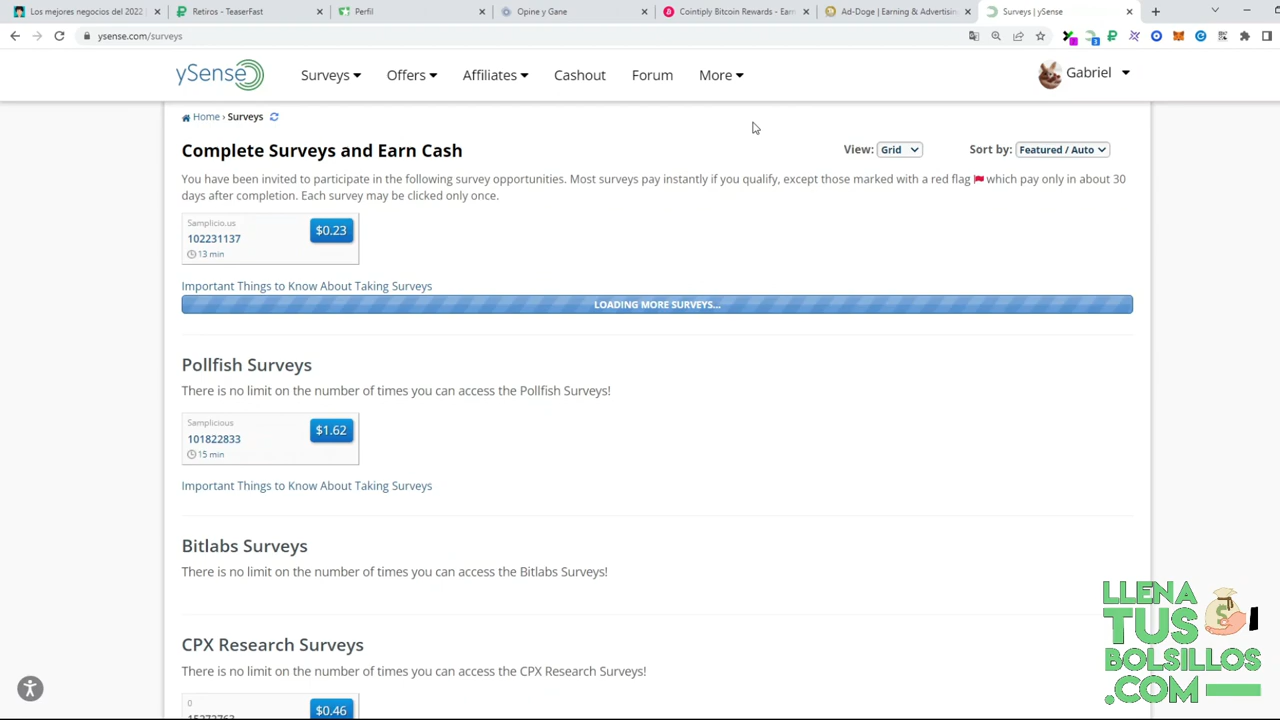 Los mejores negocios del 2022
Retiros - TeaserFast
Perfil
Opine y Gane
Cointiply Bitcoin Rewards - Earn
Ad-Doge | Earning & Advertisin
Surveys | ySense
ysense.com/surveys
ySense
Surveys
Offers
Affiliates
Cashout
Forum
More
Gabriel
Home › Surveys
Complete Surveys and Earn Cash
View: Grid
Sort by: Featured / Auto
You have been invited to participate in the following survey opportunities. Most surveys pay instantly if you qualify, except those marked with a red flag which pay only in about 30
days after completion. Each survey may be clicked only once.
Samplicio.us
102231137
$0.23
13 min
Important Things to Know About Taking Surveys
LOADING MORE SURVEYS...
Pollfish Surveys
There is no limit on the number of times you can access the Pollfish Surveys!
Samplicious
101822833
$1.62
15 min
Important Things to Know About Taking Surveys
Bitlabs Surveys
There is no limit on the number of times you can access the Bitlabs Surveys!
CPX Research Surveys
There is no limit on the number of times you can access the CPX Research Surveys!
0
$0.46
LLENA
TUS
BOLSILLOS
.COM